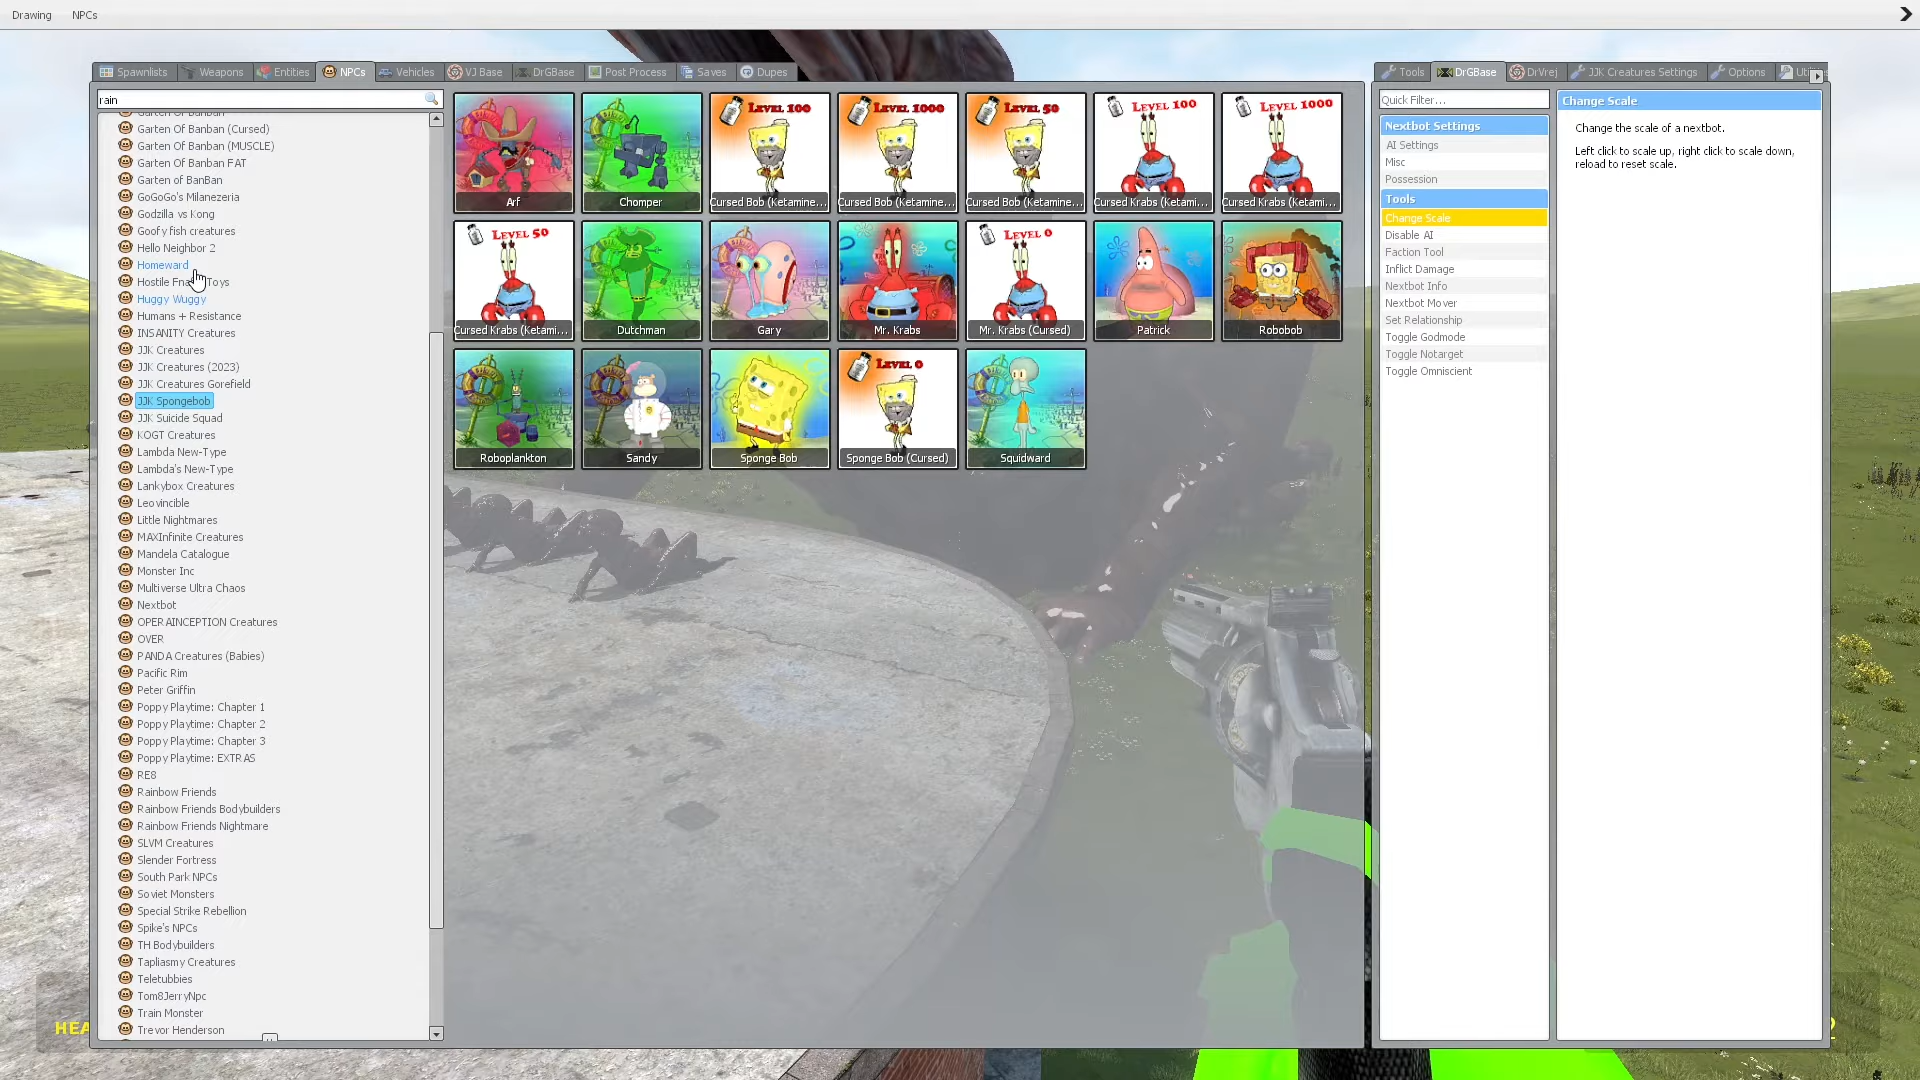 Drawing NPCs
Spawnlists Weapons Entities NPCs Vehicles VJ Base DrGBase Post Process Saves Dupes
rain
Garten Of Banban
Garten Of Banban (Cursed)
Garten Of Banban (MUSCLE)
Garten Of Banban FAT
Garten of BanBan
GoGoGo's Milanezeria
Godzilla vs Kong
Goofy fish creatures
Hello Neighbor 2
Homeward
Hostile Toys
Huggy Wuggy
Humans + Resistance
INSANITY Creatures
JJK Creatures
JJK Creatures (2023)
JJK Creatures Gorefield
JJK Spongebob
JJK Suicide Squad
KOGT Creatures
Lambda New-Type
Lambda's New-Type
Lankybox Creatures
Leovincible
Little Nightmares
MAXInfinite Creatures
Mandela Catalogue
Monster Inc
Multiverse Ultra Chaos
Nextbot
OPERAINCEPTION Creatures
OVER
PANDA Creatures (Babies)
Pacific Rim
Peter Griffin
Poppy Playtime: Chapter 1
Poppy Playtime: Chapter 2
Poppy Playtime: Chapter 3
Poppy Playtime: EXTRAS
RE8
Rainbow Friends
Rainbow Friends Bodybuilders
Rainbow Friends Nightmare
SLVM Creatures
Slender Fortress
South Park NPCs
Soviet Monsters
Special Strike Rebellion
Spike's NPCs
TH Bodybuilders
Tapliasmy Creatures
Teletubbies
Tom8JerryNpc
Train Monster
Trevor Henderson
LEVEL 100 LEVEL 1000 LEVEL 50 LEVEL 100 LEVEL 1000
Arf Chomper Cursed Bob (Ketamine... Cursed Bob (Ketamine... Cursed Bob (Ketamine... Cursed Krabs (Ketami... Cursed Krabs (Ketami...
LEVEL 50 LEVEL 0
Cursed Krabs (Ketami... Dutchman Gary Mr. Krabs Mr. Krabs (Cursed) Patrick Robobob
LEVEL 0
Roboplankton Sandy Sponge Bob Sponge Bob (Cursed) Squidward
Tools DrGBase DrVrej JJK Creatures Settings Options
Quick Filter...
Nextbot Settings
AI Settings
Misc
Possession
Tools
Change Scale
Disable AI
Faction Tool
Inflict Damage
Nextbot Info
Nextbot Mover
Set Relationship
Toggle Godmode
Toggle Notarget
Toggle Omniscient
Change Scale
Change the scale of a nextbot.
Left click to scale up, right click to scale down,
reload to reset scale.
HEA